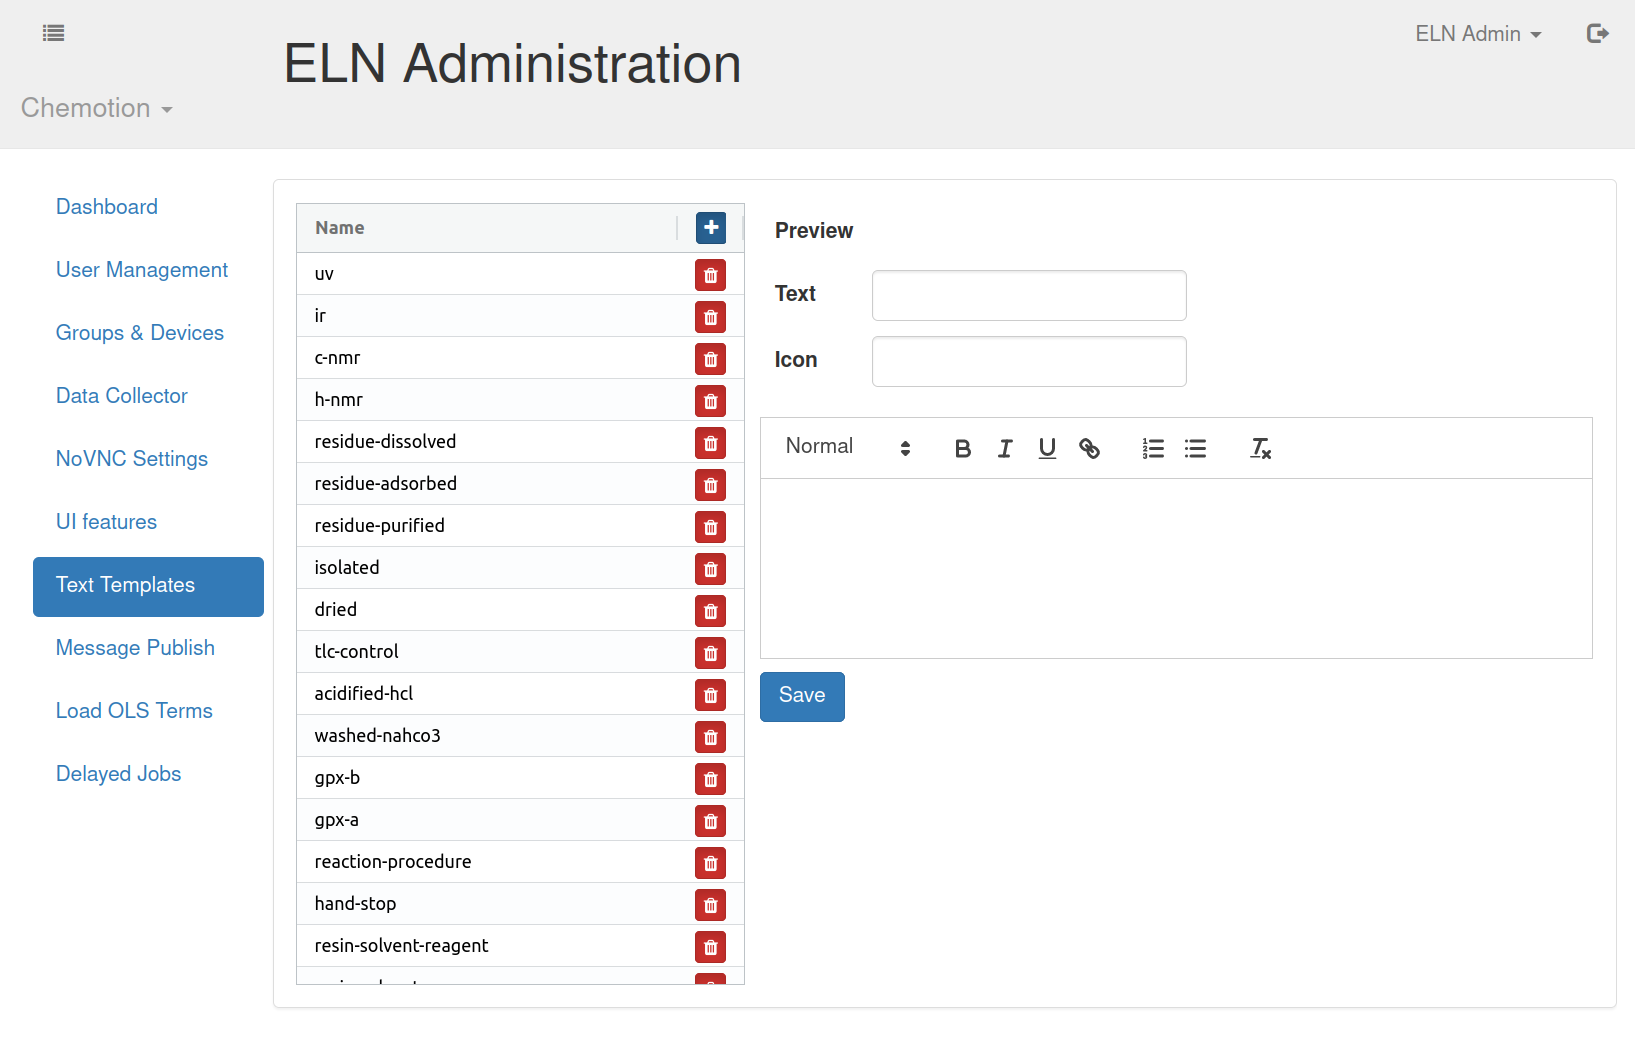 ELN Administration
ELN Admin
Chemotion
Dashboard
User Management
Groups & Devices
Data Collector
NoVNC Settings
UI features
Text Templates
Message Publish
Load OLS Terms
Delayed Jobs
Name
uv
ir
c-nmr
h-nmr
residue-dissolved
residue-adsorbed
residue-purified
isolated
dried
tlc-control
acidified-hcl
washed-nahco3
gpx-b
gpx-a
reaction-procedure
hand-stop
resin-solvent-reagent
Preview
Text
Icon
Normal
Save